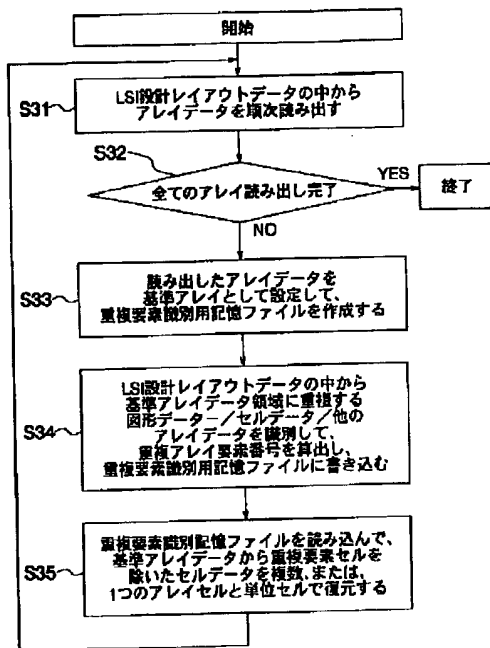 開始
S31
LSI設計レイアウトデータの中から
アレイデータを順次読み出す
S32
全てのアレイ読み出し完了
YES
終了
NO
S33
読み出したアレイデータを
基準アレイとして設定して、
重複要素識別用記憶ファイルを作成する
S34
LSI設計レイアウトデータの中から
基準アレイデータ領域に重複する
図形データー/セルデータ/他の
アレイデータを識別して、
重複アレイ要素番号を算出し、
重複要素識別用記憶ファイルに書き込む
S35
重複要素識別記憶ファイルを読み込んで、
基準アレイデータから重複要素セルを
除いたセルデータを複数、または、
1つのアレイセルと単位セルで復元する